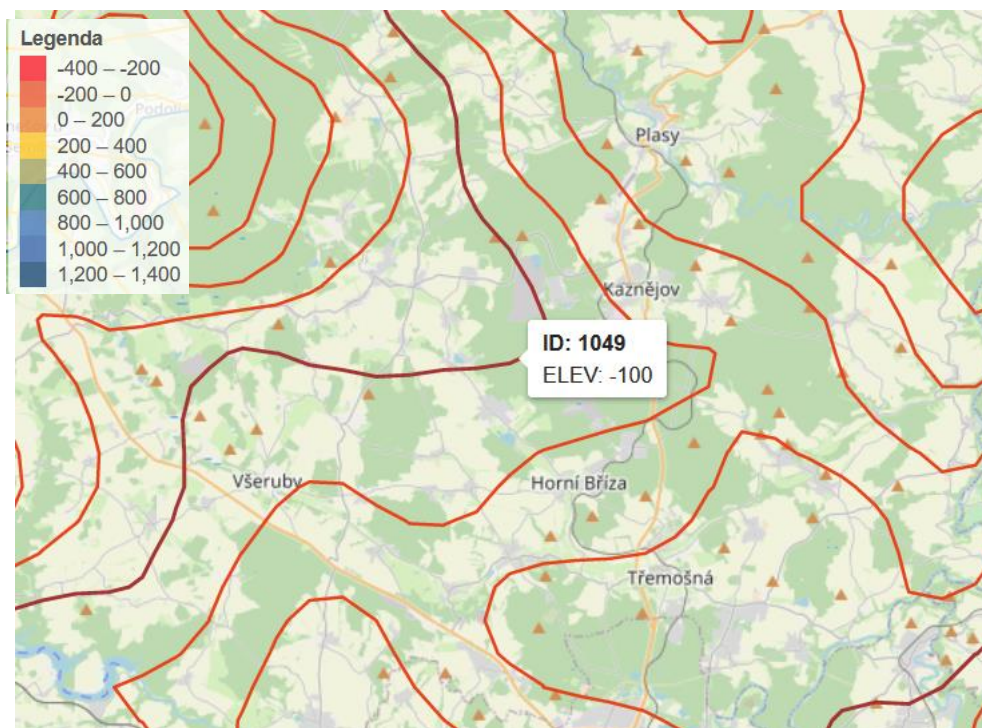 Legenda
-400 – -200
-200 – 0
0 – 200
200 – 400
400 – 600
600 – 800
800 – 1,000
1,000 – 1,200
1,200 – 1,400
Plasy
Kaznějov
ID: 1049
ELEV: -100
Všeruby
Horní Bříza
Třemošná